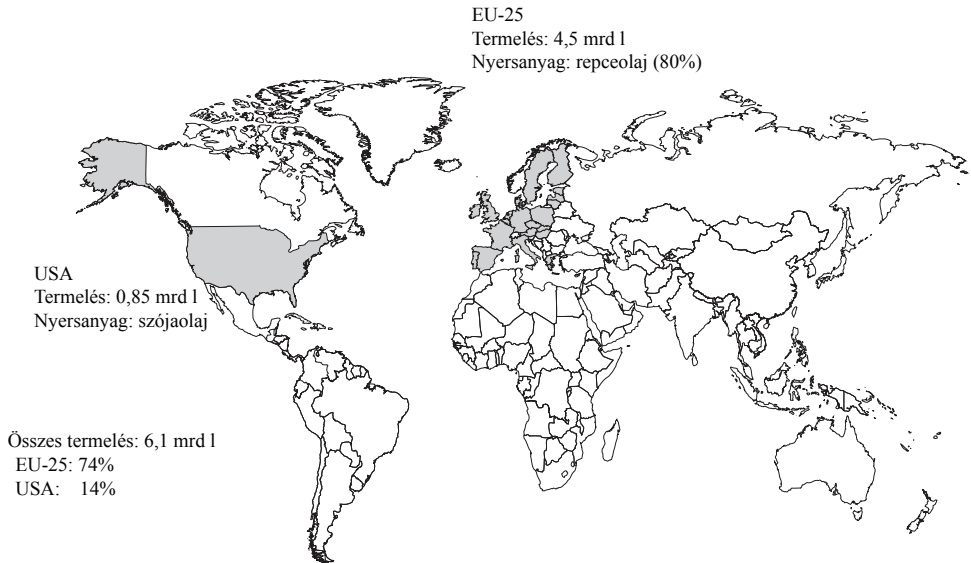 EU-25
Termelés: 4,5 mrd l
Nyersanyag: repceolaj (80%)
USA
Termelés: 0,85 mrd l
Nyersanyag: szójaolaj
Összes termelés: 6,1 mrd l
EU-25: 74%
USA: 14%